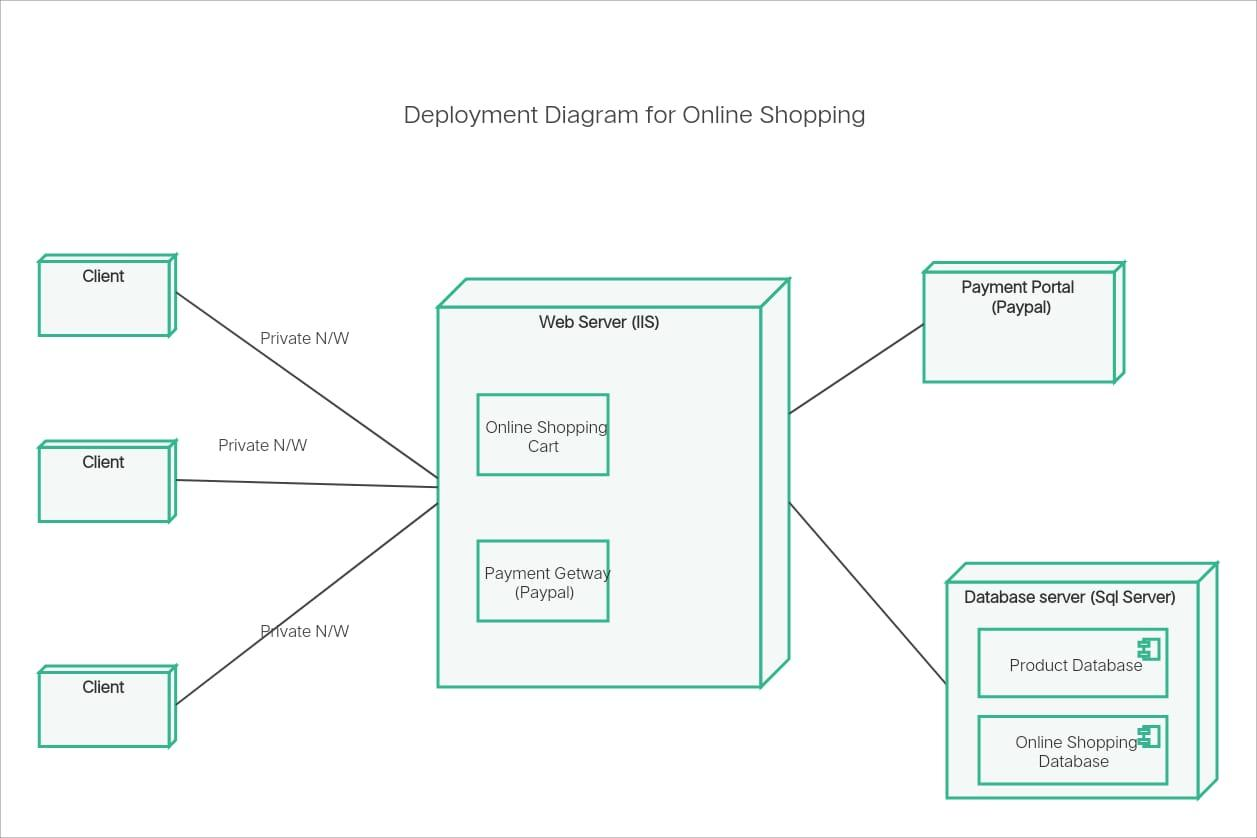 Deployment Diagram for Online Shopping
Client
Private N/W
Client
Private N/W
Client
Private N/W
Web Server (IIS)
Online Shopping
Cart
Payment Getway
(Paypal)
Payment Portal
(Paypal)
Database server (Sql Server)
Product Database
Online Shopping
Database